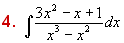 4. ∫ (3x² − x + 1)/(x³ − x²) dx